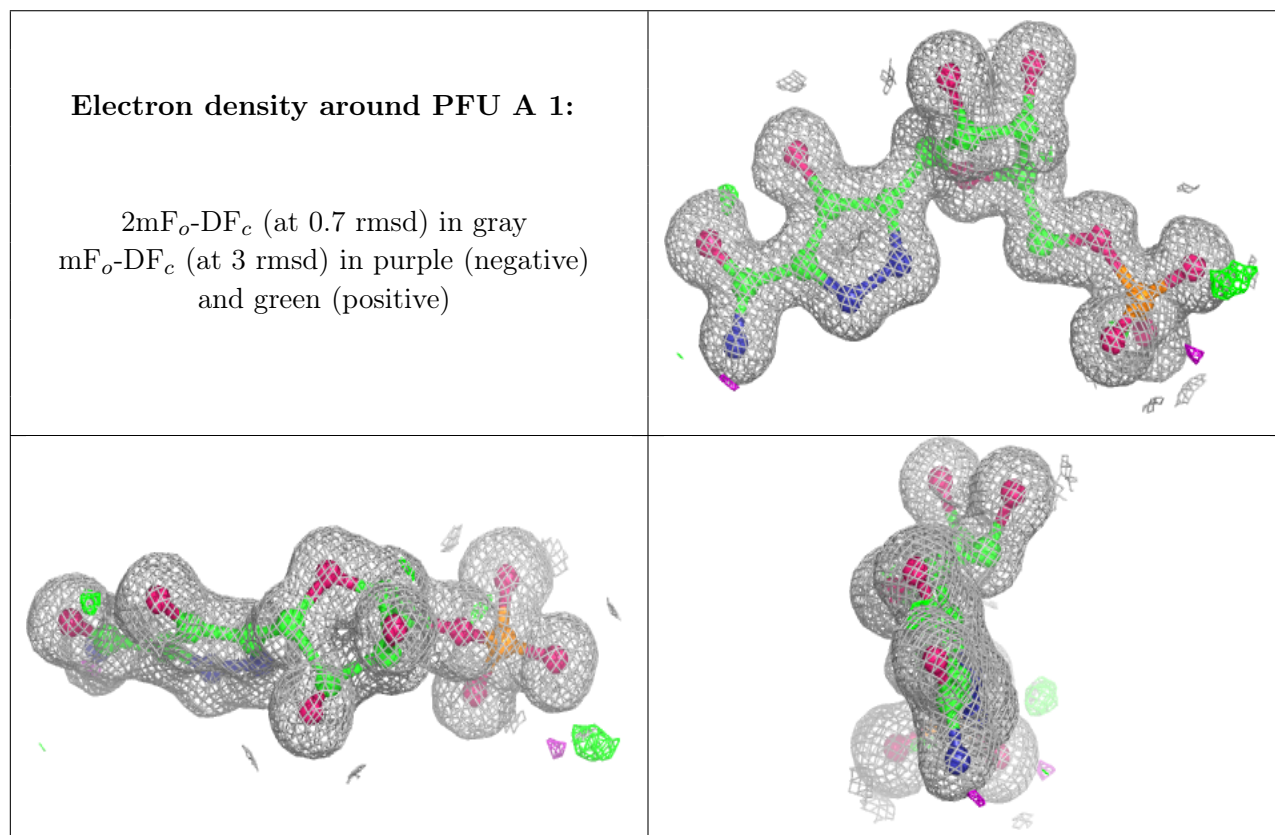 Electron density around PFU A 1:
2mFo-DFc (at 0.7 rmsd) in gray
mFo-DFc (at 3 rmsd) in purple (negative)
and green (positive)